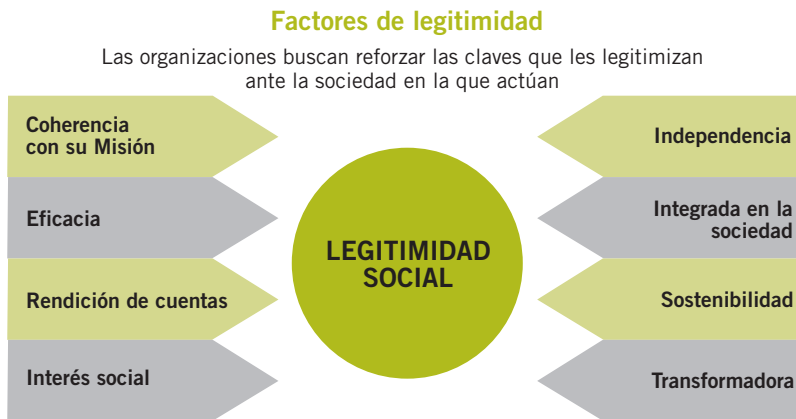 Factores de legitimidad
Las organizaciones buscan reforzar las claves que les legitimizan
ante la sociedad en la que actúan
Coherencia
con su Misión
Eficacia
Rendición de cuentas
Interés social
LEGITIMIDAD
SOCIAL
Independencia
Integrada en la
sociedad
Sostenibilidad
Transformadora